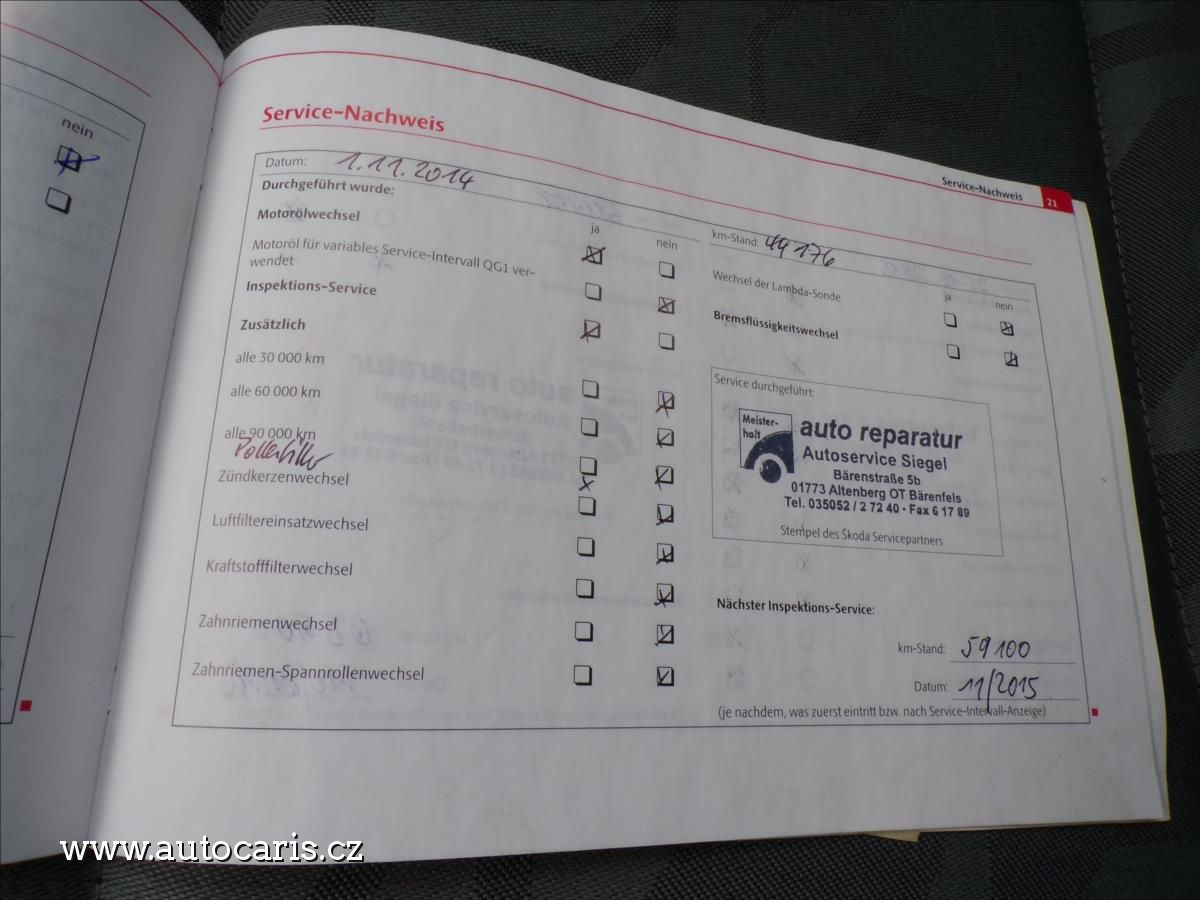 nein
Service-Nachweis
Service-Nachweis 21
Datum: 1.11.2014
Durchgeführt wurde:
ja nein
Motorölwechsel
Motoröl für variables Service-Intervall QG1 ver-
wendet
Inspektions-Service
Zusätzlich
alle 30 000 km
alle 60 000 km
alle 90 000 km
Pollenfilter
Zündkerzenwechsel
Luftfiltereinsatzwechsel
Kraftstofffilterwechsel
Zahnriemenwechsel
Zahnriemen-Spannrollenwechsel
km-Stand: 44176
ja nein
Wechsel der Lambda-Sonde
Bremsflüssigkeitswechsel
Service durchgeführt:
Meister-
haft
auto reparatur
Autoservice Siegel
Bärenstraße 5b
01773 Altenberg OT Bärenfels
Tel. 035052 / 2 72 40 • Fax 6 17 89
Stempel des Škoda Servicepartners
Nächster Inspektions-Service:
km-Stand: 59100
Datum: 11/2015
(je nachdem, was zuerst eintritt bzw. nach Service-Intervall-Anzeige)
www.autocaris.cz